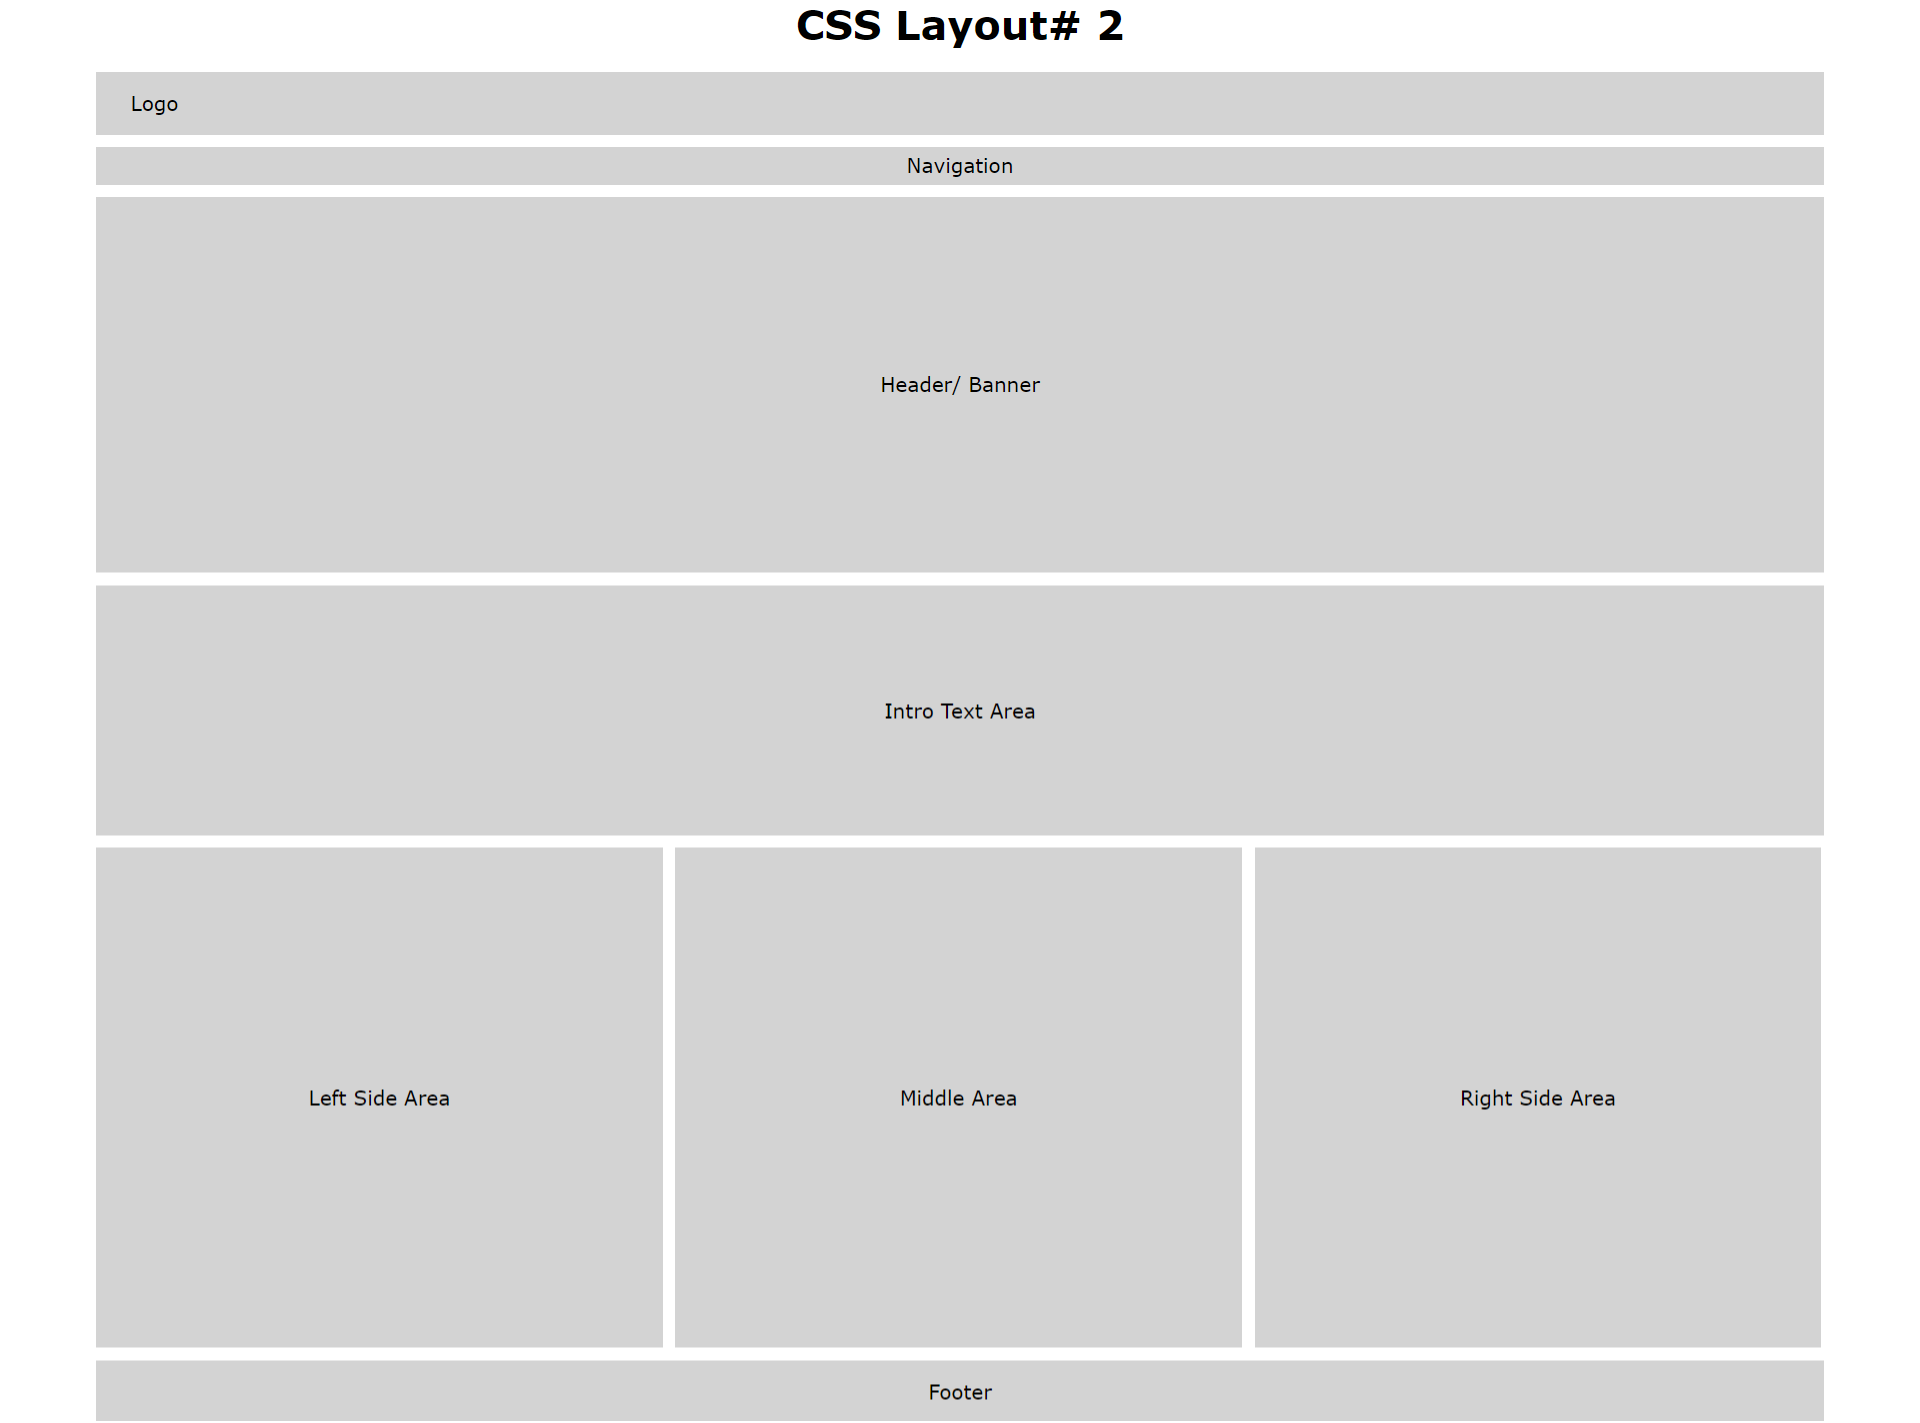 CSS Layout# 2
Logo
Navigation
Header/ Banner
Intro Text Area
Left Side Area
Middle Area
Right Side Area
Footer